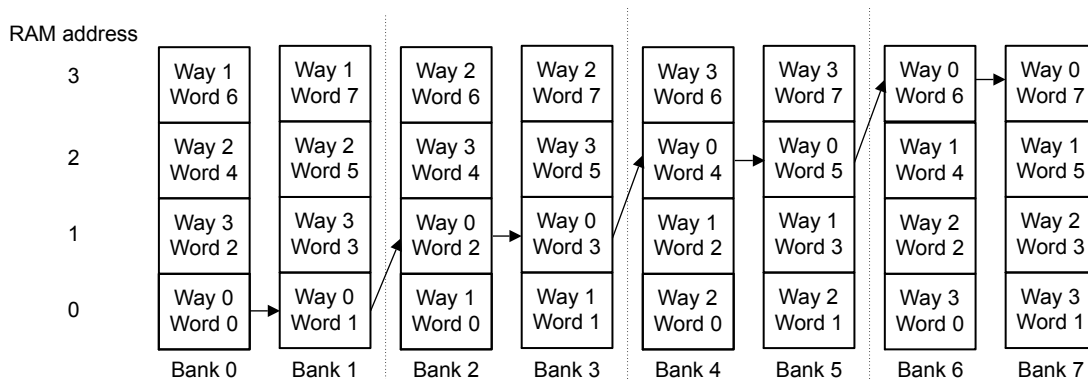 RAM address
3
Way 1 Way 1 Way 2 Way 2 Way 3 Way 3 Way 0 Way 0
Word 6 Word 7 Word 6 Word 7 Word 6 Word 7 Word 6 Word 7
2
Way 2 Way 2 Way 3 Way 3 Way 0 Way 0 Way 1 Way 1
Word 4 Word 5 Word 4 Word 5 Word 4 Word 5 Word 4 Word 5
1
Way 3 Way 3 Way 0 Way 0 Way 1 Way 1 Way 2 Way 2
Word 2 Word 3 Word 2 Word 3 Word 2 Word 3 Word 2 Word 3
0
Way 0 Way 0 Way 1 Way 1 Way 2 Way 2 Way 3 Way 3
Word 0 Word 1 Word 0 Word 1 Word 0 Word 1 Word 0 Word 1
Bank 0 Bank 1 Bank 2 Bank 3 Bank 4 Bank 5 Bank 6 Bank 7